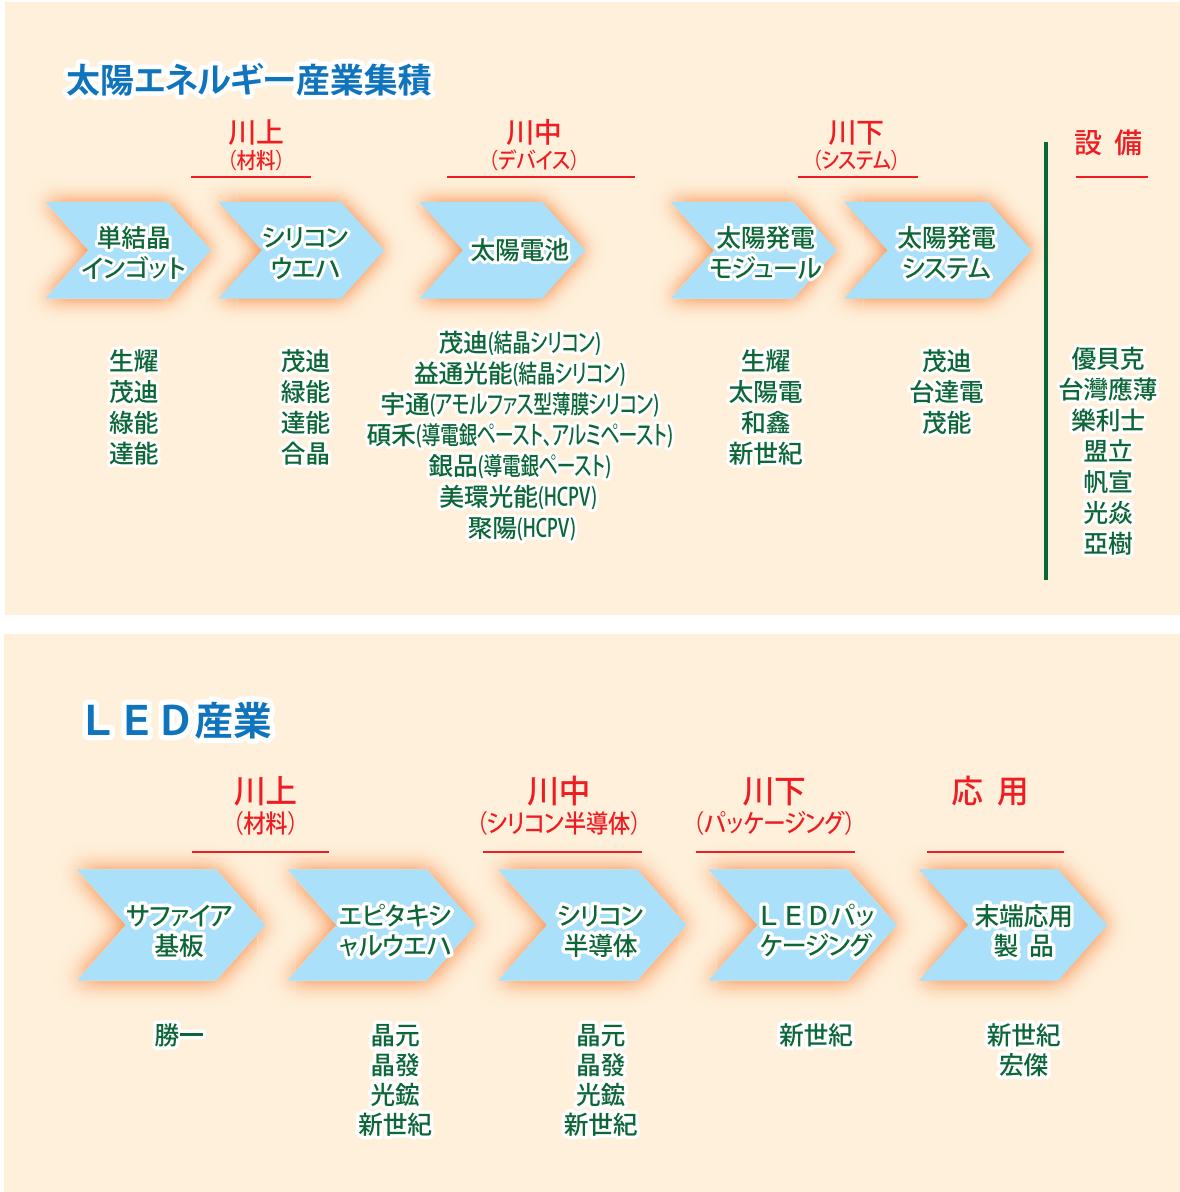 太陽エネルギー産業集積
川上
（材料）
川中
（デバイス）
川下
（システム）
設 備
単結晶
インゴット
シリコン
ウエハ
太陽電池
太陽発電
モジュール
太陽発電
システム
生耀
茂迪
綠能
達能
茂迪
緑能
達能
合晶
茂迪(結晶シリコン)
益通光能(結晶シリコン)
宇通(アモルファス型薄膜シリコン)
碩禾(導電銀ペースト、アルミペースト)
銀品(導電銀ペースト)
美環光能(HCPV)
聚陽(HCPV)
生耀
太陽電
和鑫
新世紀
茂迪
台達電
茂能
優貝克
台灣應薄
樂利士
盟立
帆宣
光焱
亞樹
ＬＥＤ産業
川上
（材料）
川中
（シリコン半導体）
川下
（パッケージング）
応 用
サファイア
基板
エピタキシ
ャルウエハ
シリコン
半導体
ＬＥＤパッ
ケージング
末端応用
製 品
勝一
晶元
晶發
光鋐
新世紀
晶元
晶發
光鋐
新世紀
新世紀
新世紀
宏傑